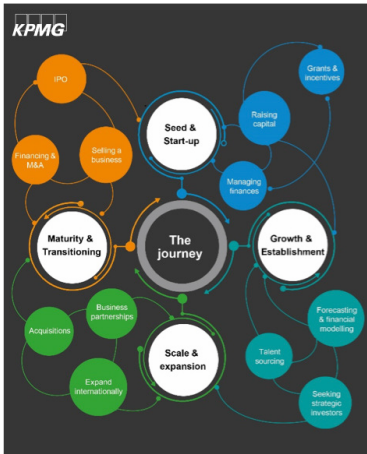 KPMG
IPO
Financing &
M&A
Selling a
business
Seed &
Start-up
Grants &
incentives
Raising
capital
Managing
finances
Maturity &
Transitioning
The
journey
Growth &
Establishment
Acquisitions
Business
partnerships
Expand
internationally
Scale &
expansion
Forecasting
& financial
modelling
Talent
sourcing
Seeking
strategic
investors